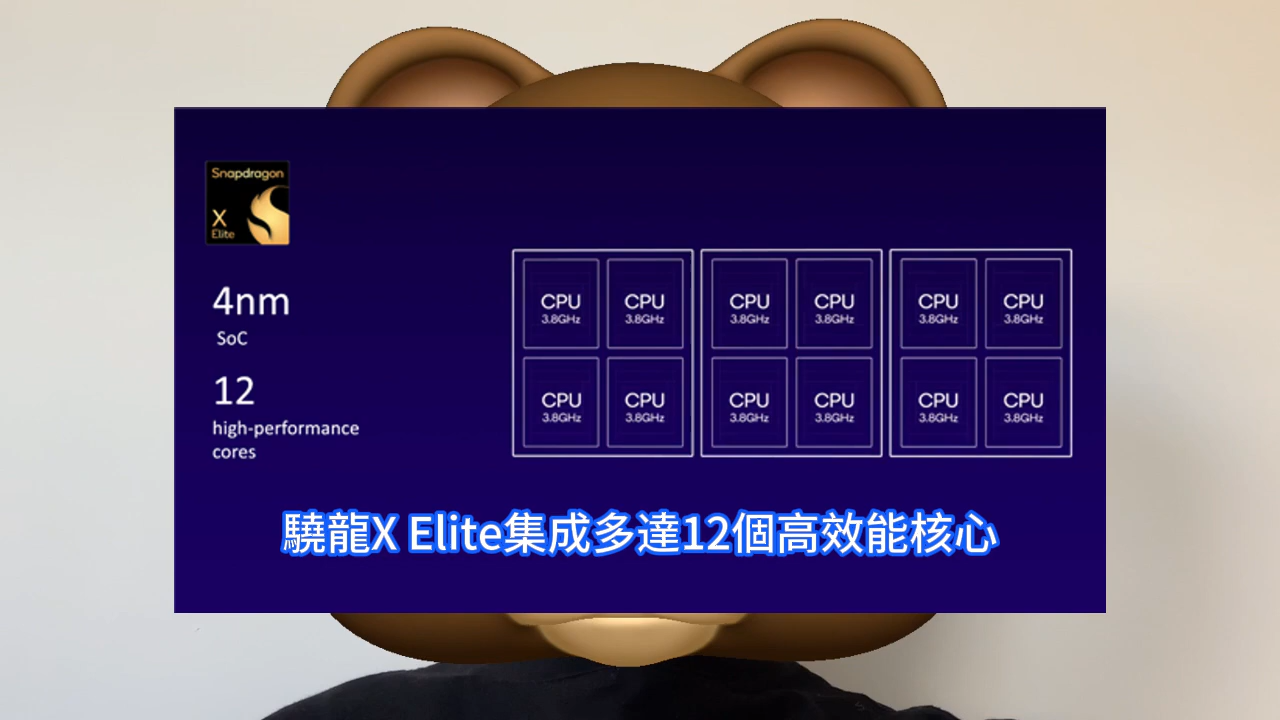 Snapdragon
X
Elite
4nm
SoC
12
high-performance
cores
CPU
3.8GHz
CPU
3.8GHz
CPU
3.8GHz
CPU
3.8GHz
CPU
3.8GHz
CPU
3.8GHz
CPU
3.8GHz
CPU
3.8GHz
CPU
3.8GHz
CPU
3.8GHz
CPU
3.8GHz
CPU
3.8GHz
驍龍X Elite集成多達12個高效能核心